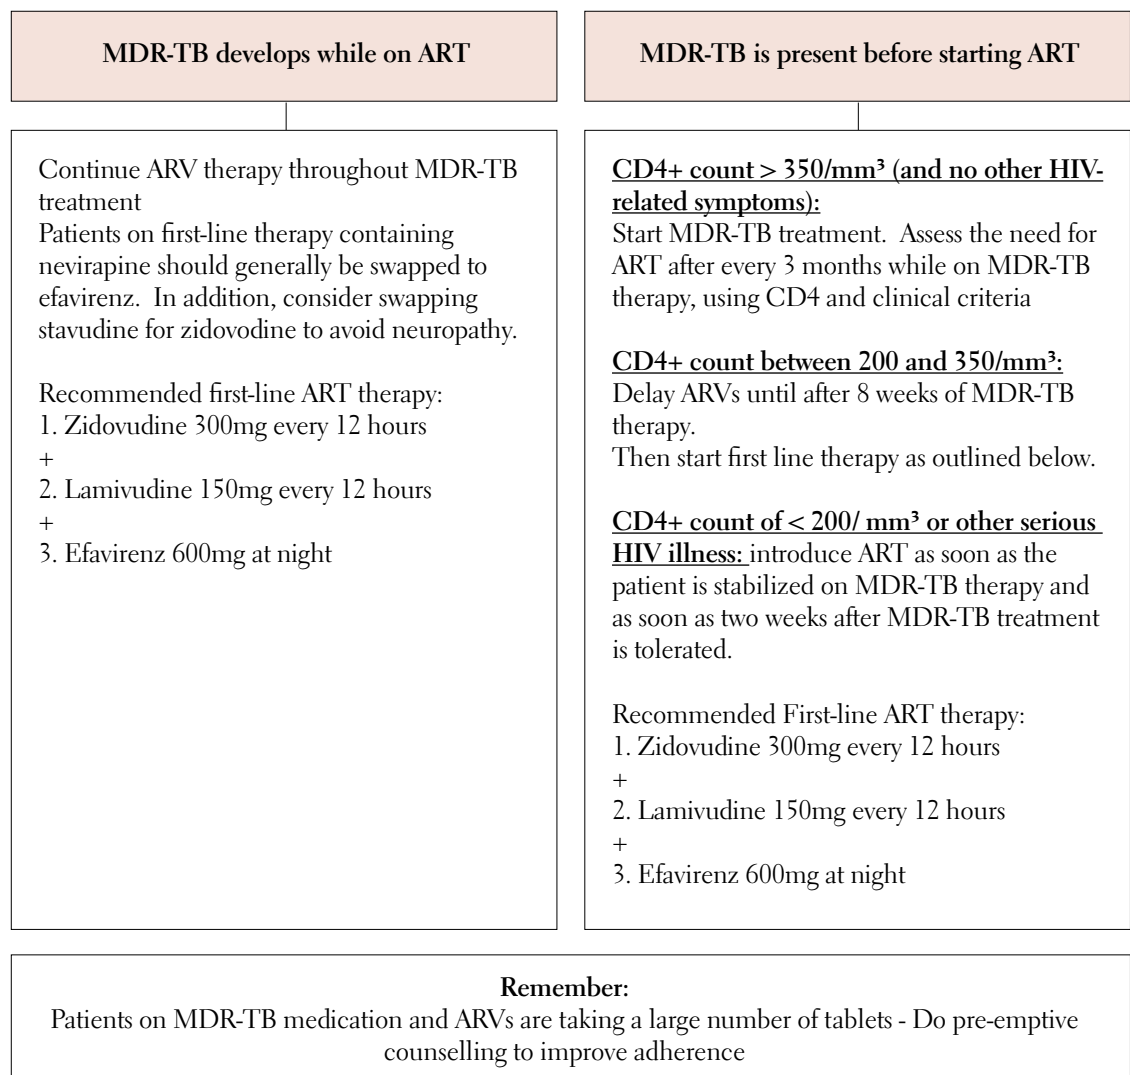 MDR-TB develops while on ART
Continue ARV therapy throughout MDR-TB
treatment
Patients on first-line therapy containing
nevirapine should generally be swapped to
efavirenz.  In addition, consider swapping
stavudine for zidovodine to avoid neuropathy.
Recommended first-line ART therapy:
1. Zidovudine 300mg every 12 hours
+
2. Lamivudine 150mg every 12 hours
+
3. Efavirenz 600mg at night
MDR-TB is present before starting ART
CD4+ count > 350/mm³ (and no other HIV-
related symptoms):
Start MDR-TB treatment.  Assess the need for
ART after every 3 months while on MDR-TB
therapy, using CD4 and clinical criteria
CD4+ count between 200 and 350/mm³:
Delay ARVs until after 8 weeks of MDR-TB
therapy.
Then start first line therapy as outlined below.
CD4+ count of < 200/ mm³ or other serious
HIV illness: introduce ART as soon as the
patient is stabilized on MDR-TB therapy and
as soon as two weeks after MDR-TB treatment
is tolerated.
Recommended First-line ART therapy:
1. Zidovudine 300mg every 12 hours
+
2. Lamivudine 150mg every 12 hours
+
3. Efavirenz 600mg at night
Remember:
Patients on MDR-TB medication and ARVs are taking a large number of tablets - Do pre-emptive
counselling to improve adherence